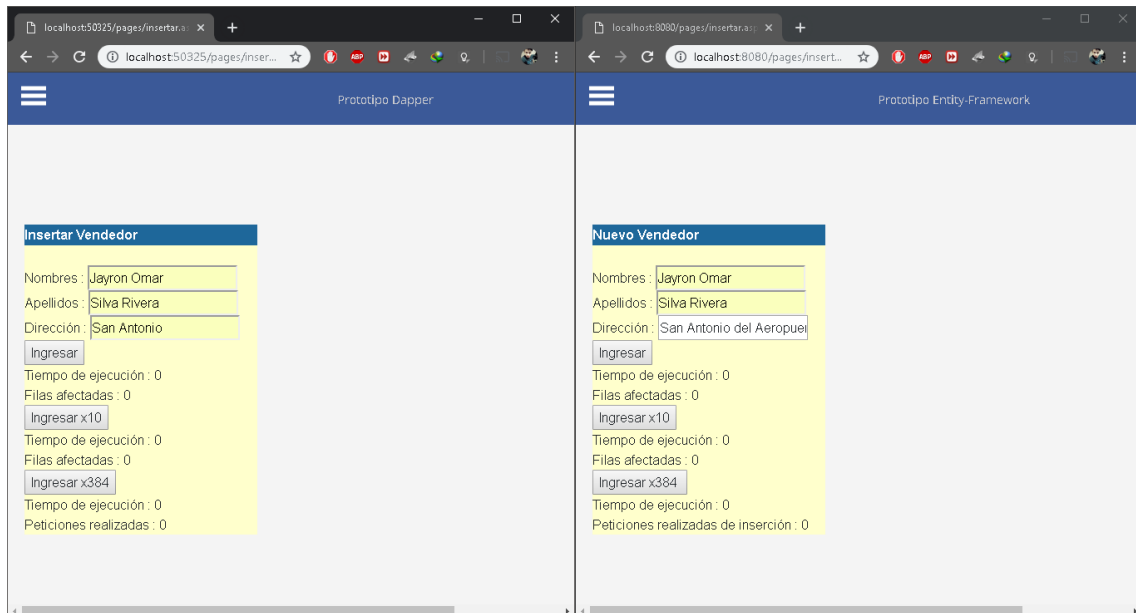 localhost:50325/pages/insertar.a
localhost:50325/pages/inser...
ABP
Prototipo Dapper
Insertar Vendedor
Nombres : Jayron Omar
Apellidos : Silva Rivera
Dirección : San Antonio
Ingresar
Tiempo de ejecución : 0
Filas afectadas : 0
Ingresar x10
Tiempo de ejecución : 0
Filas afectadas : 0
Ingresar x384
Tiempo de ejecución : 0
Peticiones realizadas : 0
localhost:8080/pages/insertar.asp
localhost:8080/pages/insert...
ABP
Prototipo Entity-Framework
Nuevo Vendedor
Nombres : Jayron Omar
Apellidos : Silva Rivera
Dirección : San Antonio del Aeropuer
Ingresar
Tiempo de ejecución : 0
Filas afectadas : 0
Ingresar x10
Tiempo de ejecución : 0
Filas afectadas : 0
Ingresar x384
Tiempo de ejecución : 0
Peticiones realizadas de inserción : 0